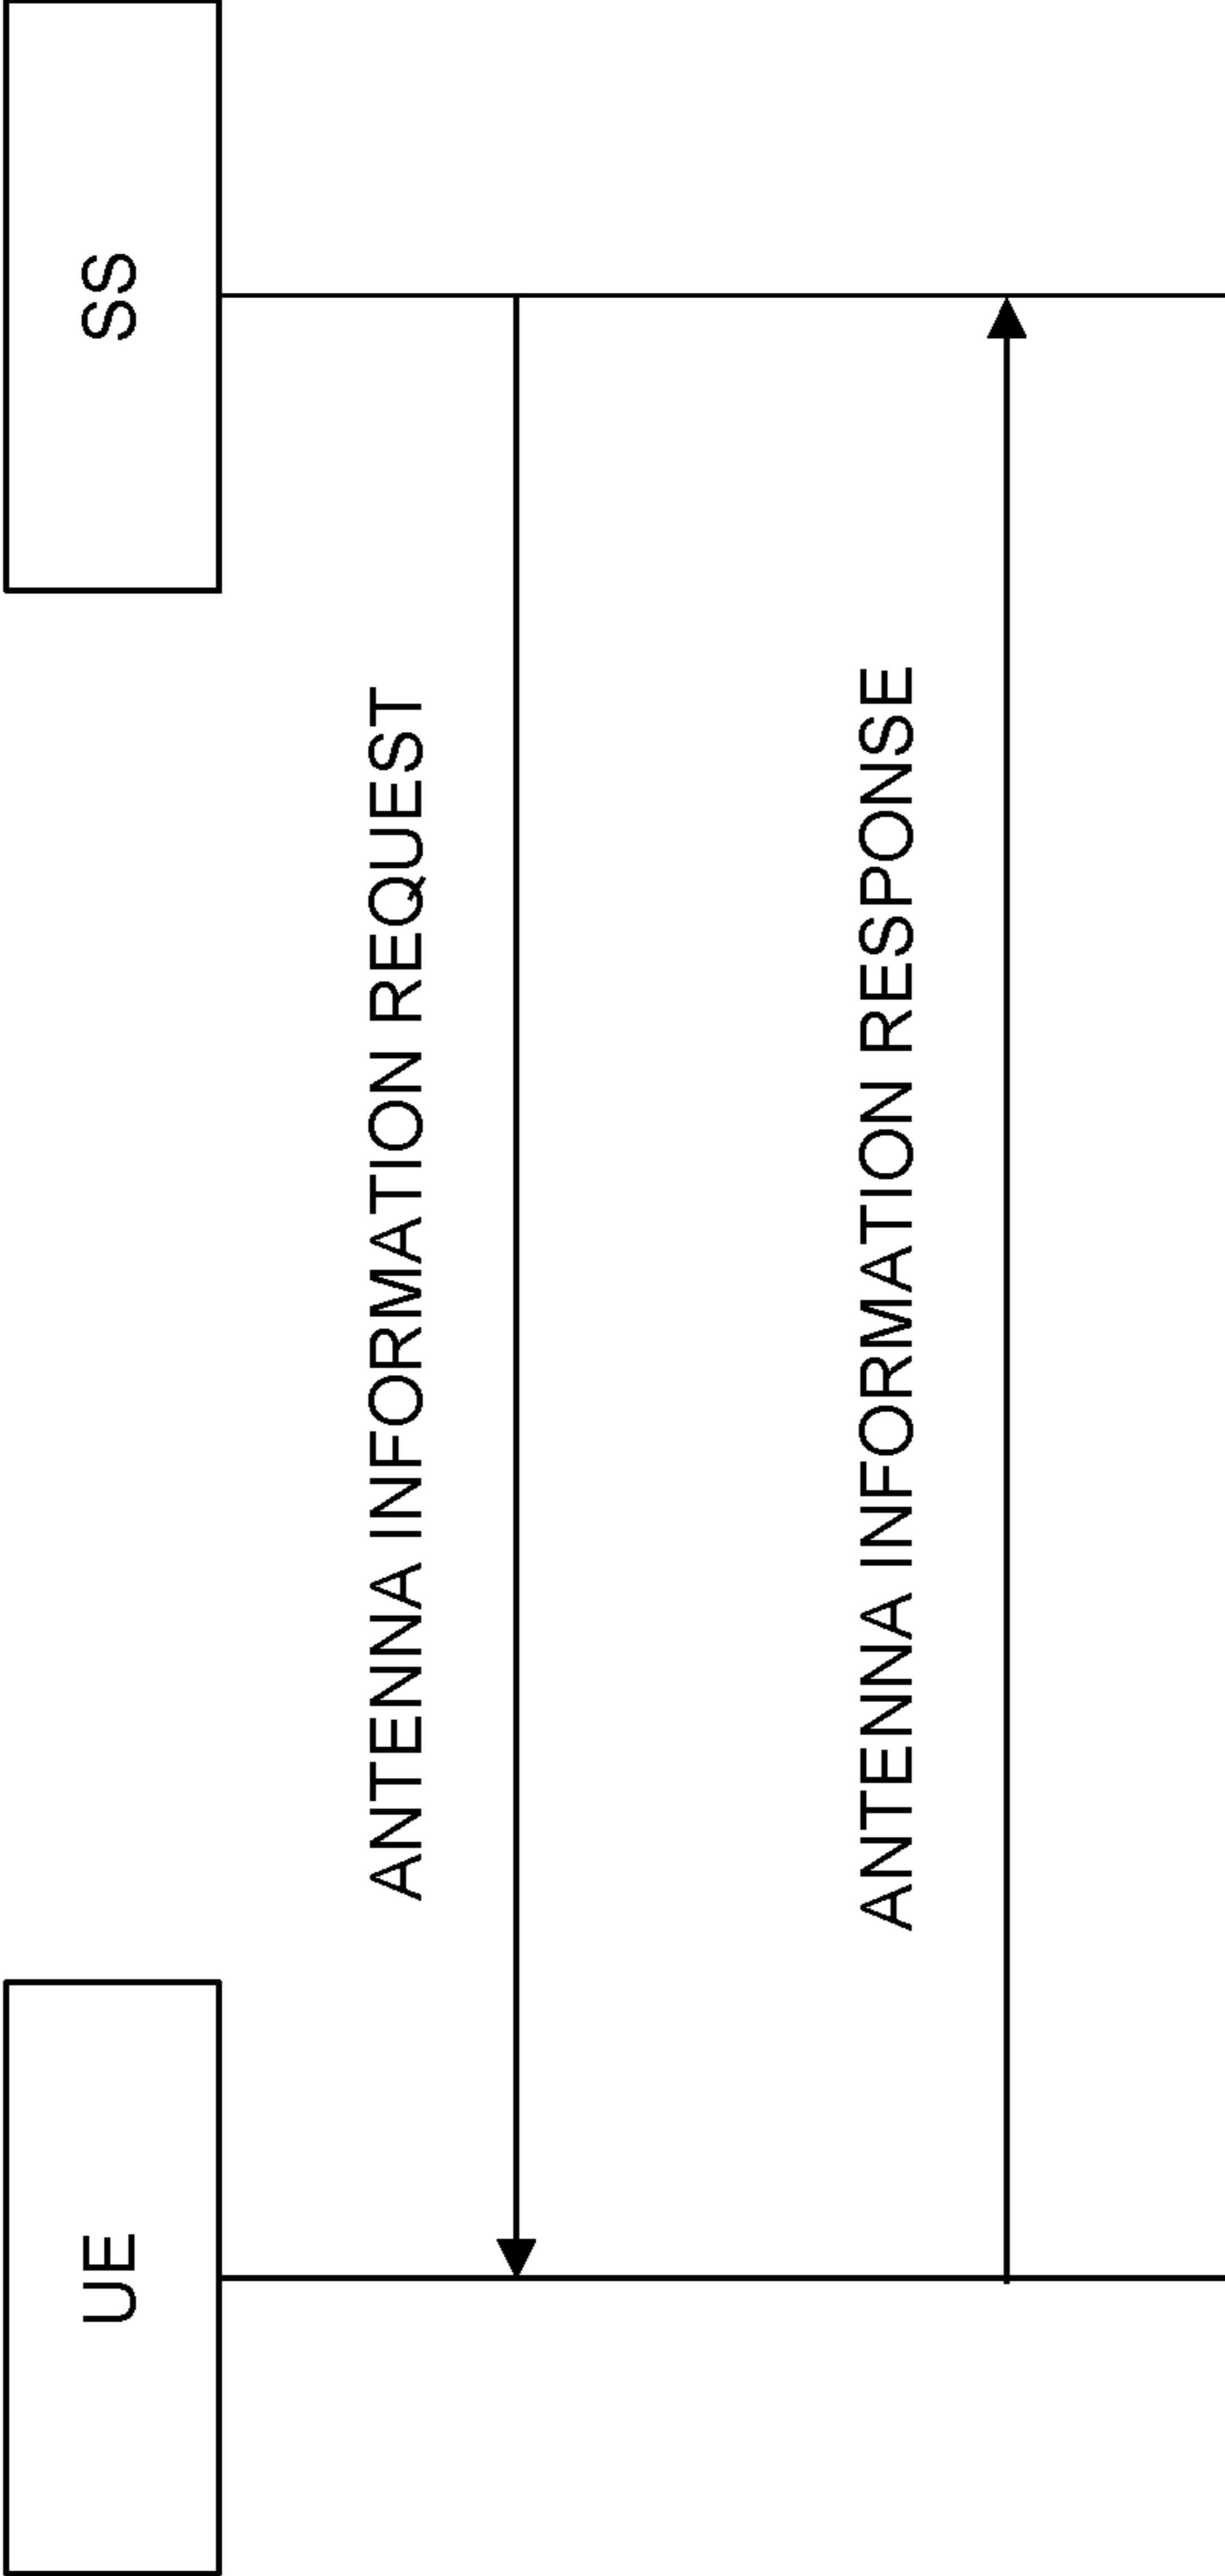 UE
SS
ANTENNA INFORMATION REQUEST
ANTENNA INFORMATION RESPONSE